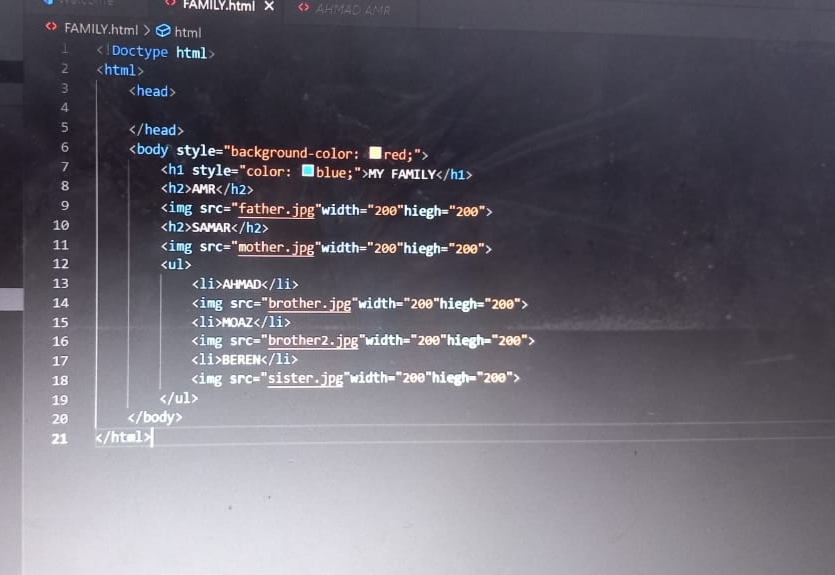 FAMILY.html ×
<> AHMAD AMR
<> FAMILY.html > html
1 <!Doctype html>
2 <html>
3 <head>
4
5 </head>
6 <body style="background-color: red;">
7 <h1 style="color: blue;">MY FAMILY</h1>
8 <h2>AMR</h2>
9 <img src="father.jpg"width="200"hiegh="200">
10 <h2>SAMAR</h2>
11 <img src="mother.jpg"width="200"hiegh="200">
12 <ul>
13 <li>AHMAD</li>
14 <img src="brother.jpg"width="200"hiegh="200">
15 <li>MOAZ</li>
16 <img src="brother2.jpg"width="200"hiegh="200">
17 <li>BEREN</li>
18 <img src="sister.jpg"width="200"hiegh="200">
19 </ul>
20 </body>
21 </html>